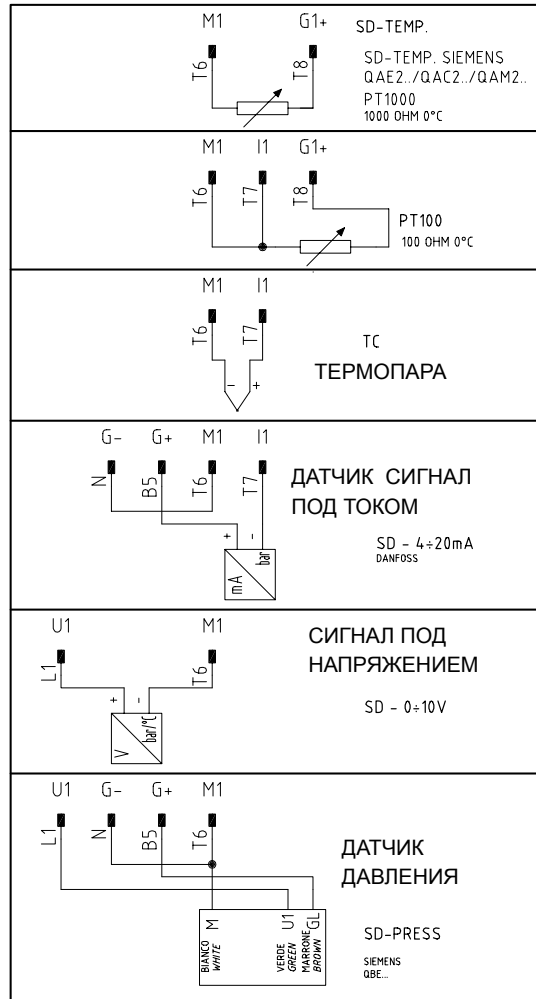 M1 G1+ SD-TEMP.
T6 T8
SD-TEMP. SIEMENS
QAE2../QAC2../QAM2..
PT1000
1000 OHM 0°C
M1 I1 G1+
T6 T7 T8
PT100
100 OHM 0°C
M1 I1
T6 T7
- +
TC
ТЕРМОПАРА
G- G+ M1 I1
N B5 T6 T7
ДАТЧИК СИГНАЛ
ПОД ТОКОМ
+ -
mA bar
SD - 4÷20mA
DANFOSS
U1 M1
L1 T6
СИГНАЛ ПОД
НАПРЯЖЕНИЕМ
+ -
V bar/°C
SD - 0÷10V
U1 G- G+ M1
L1 N B5 T6
ДАТЧИК
ДАВЛЕНИЯ
M U1 GL
BIANCO
WHITE
VERDE
GREEN
MARRONE
BROWN
SD-PRESS
SIEMENS
QBE...